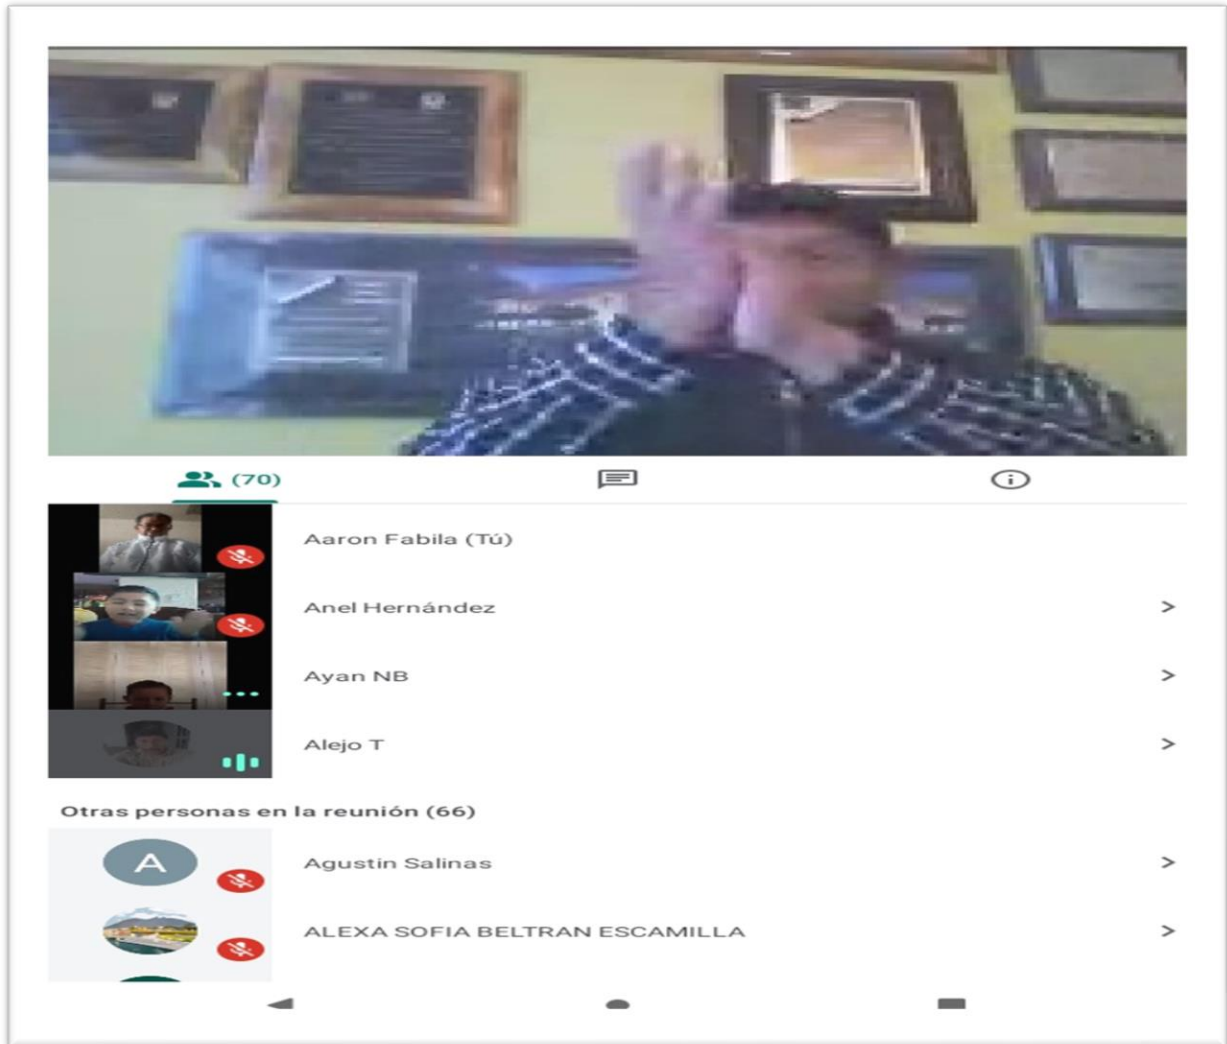 (70)
Aaron Fabila (Tú)
Anel Hernández
Ayan NB
Alejo T
Otras personas en la reunión (66)
A
Agustin Salinas
ALEXA SOFIA BELTRAN ESCAMILLA